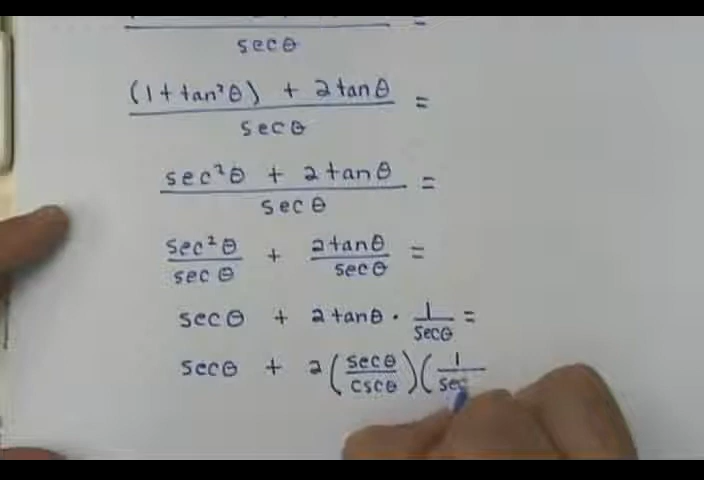 secθ
(1 + tan²θ) + 2tanθ =
secθ
sec²θ + 2tanθ =
secθ
sec²θ + 2tanθ =
secθ secθ
secθ + 2tanθ · 1/secθ =
secθ + 2(secθ/cscθ)(1/sec